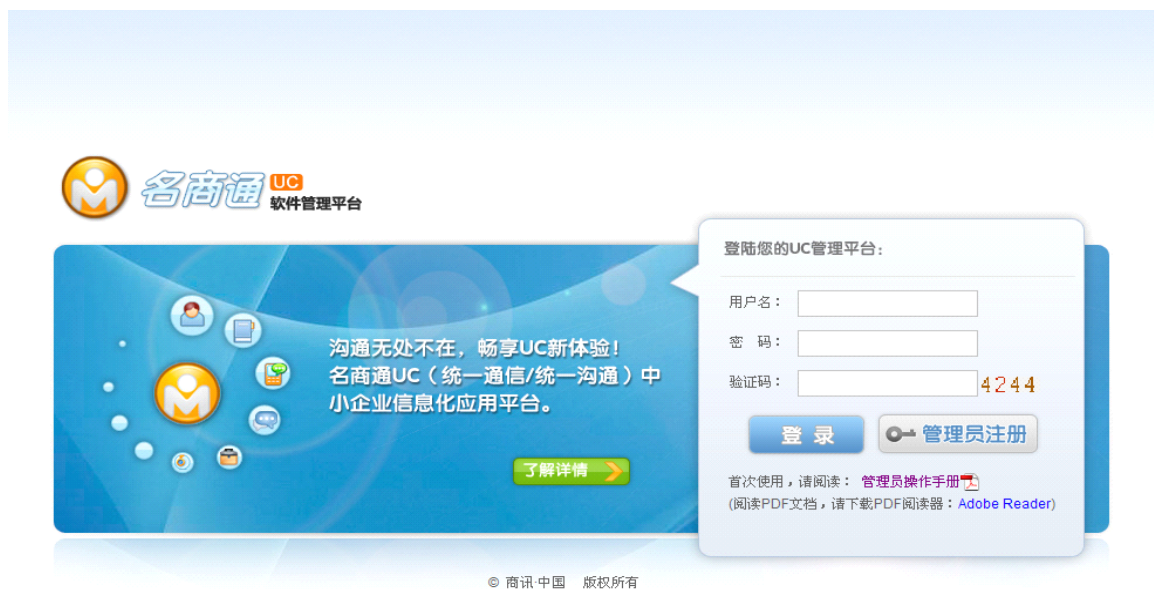 名商通 UC
软件管理平台
登陆您的UC管理平台:
用户名：
密 码：
验证码： 4244
登 录 管理员注册
首次使用，请阅读： 管理员操作手册
(阅读PDF文档，请下载PDF阅读器：Adobe Reader)
沟通无处不在，畅享UC新体验！
名商通UC（统一通信/统一沟通）中
小企业信息化应用平台。
了解详情
© 商讯·中国 版权所有